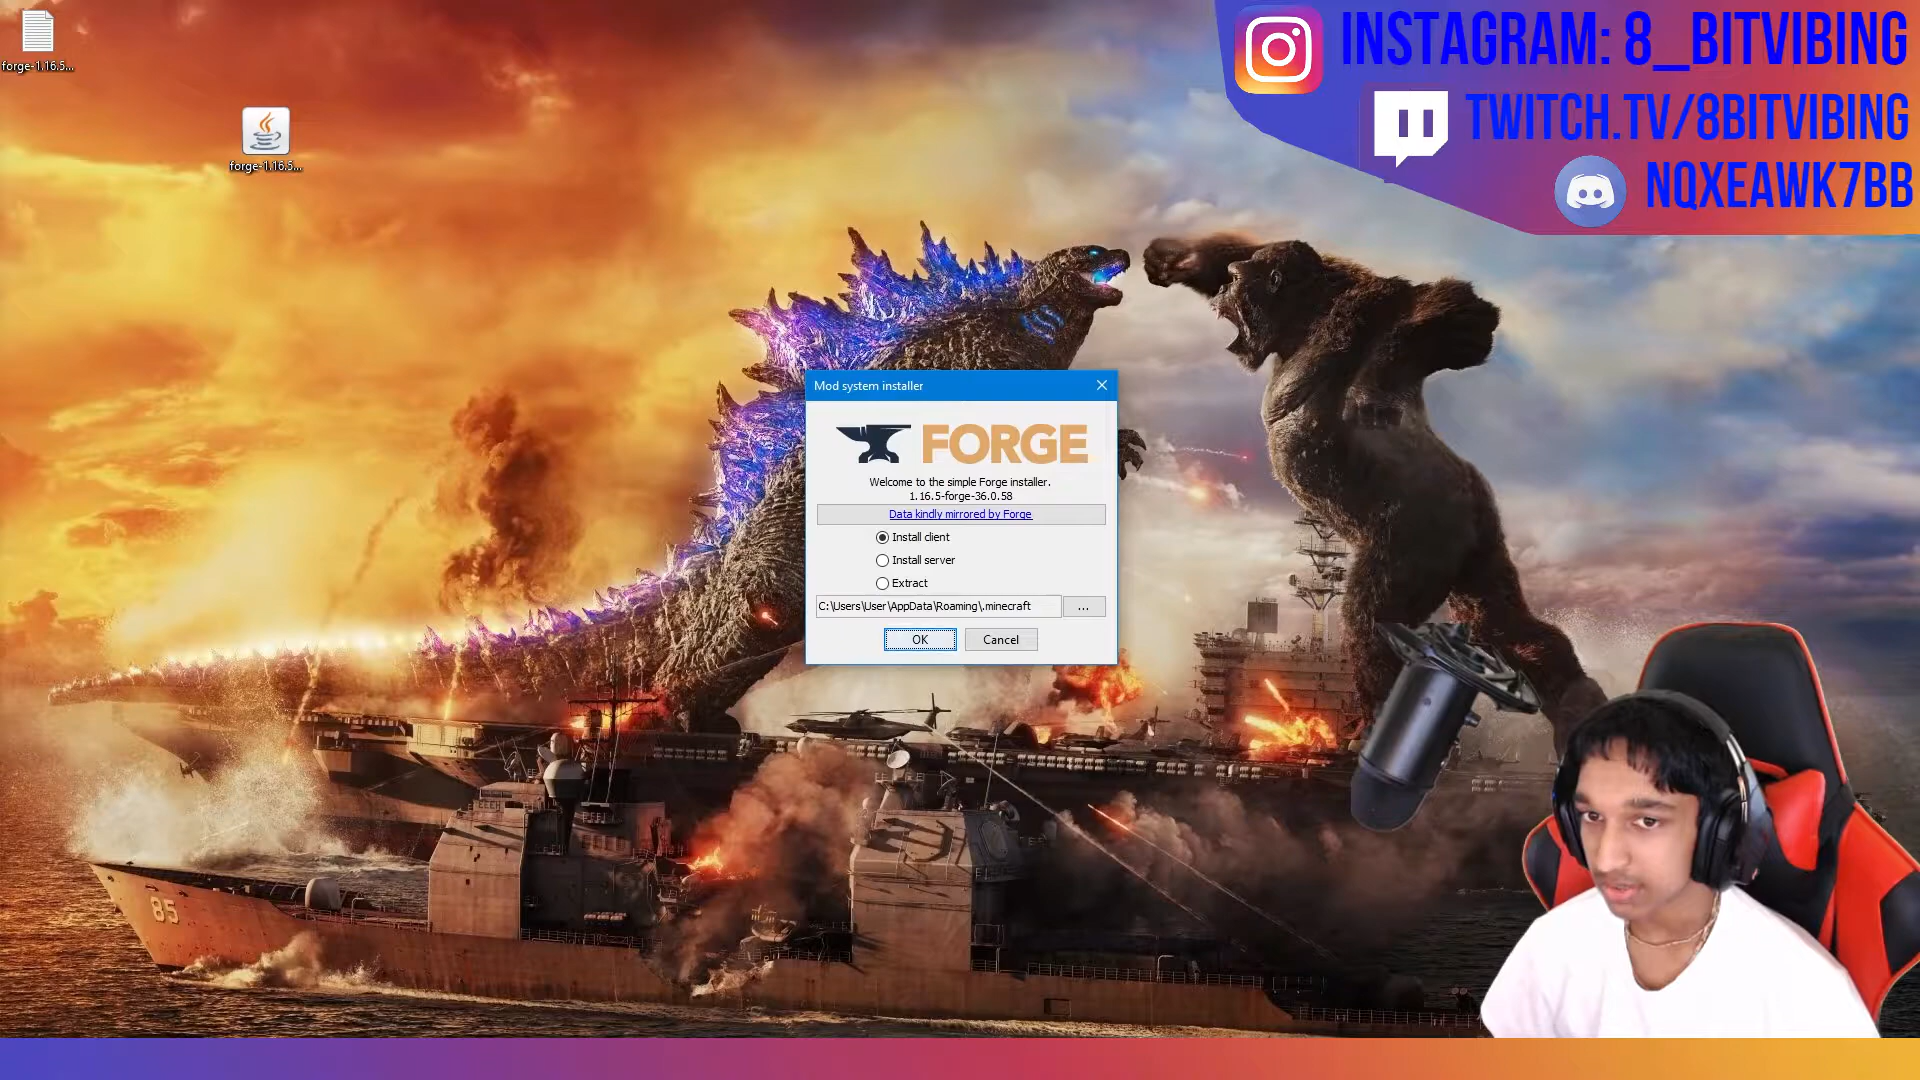 forge-1.16.5...
forge-1.16.5...
INSTAGRAM: 8_BITVIBING
TWITCH.TV/8BITVIBING
NQXEAWK7BB
Mod system installer
FORGE
Welcome to the simple Forge installer.
1.16.5-forge-36.0.58
Data kindly mirrored by Forge
Install client
Install server
Extract
C:\Users\User\AppData\Roaming\.minecraft
...
OK
Cancel
85